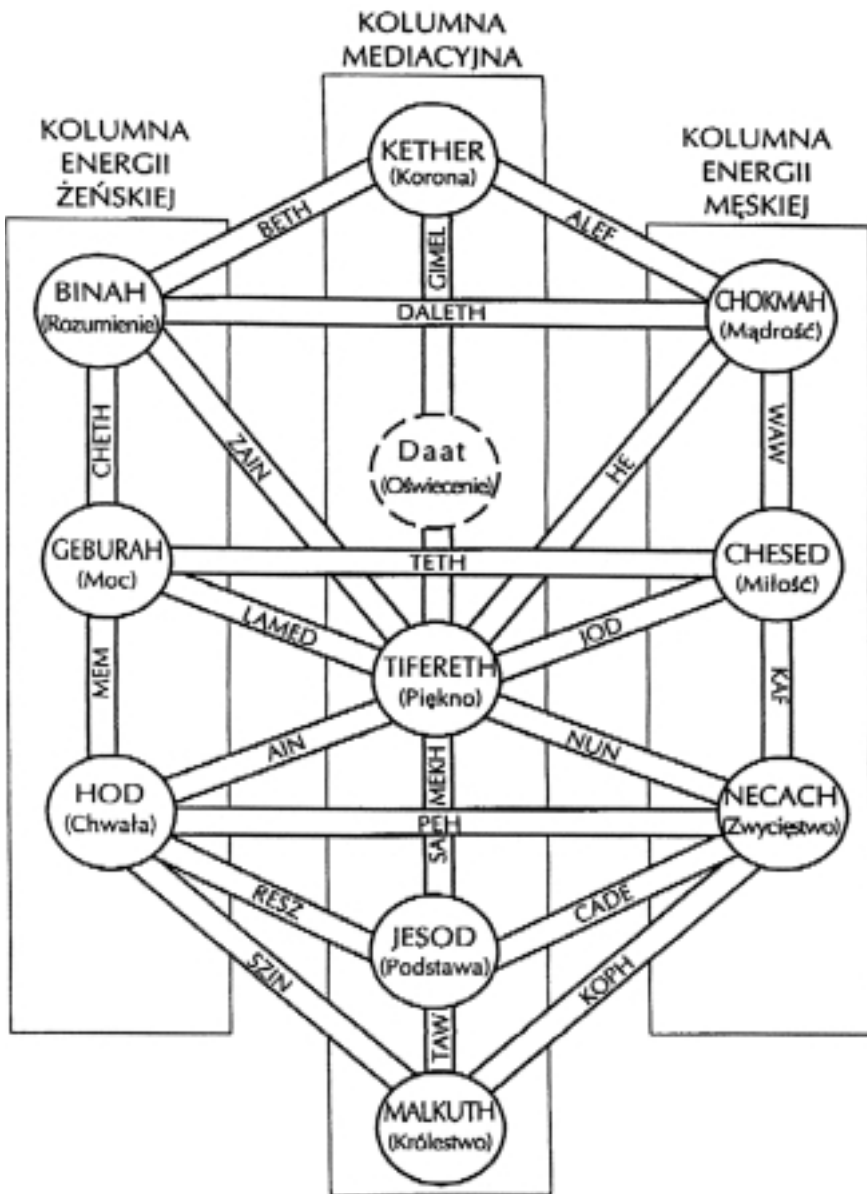 KOLUMNA
MEDIACYJNA
KOLUMNA
ENERGII
ŻEŃSKIEJ
KOLUMNA
ENERGII
MĘSKIEJ
KETHER
(Korona)
BETH
GIMEL
ALEF
BINAH
(Rozumienie)
DALETH
CHOKMAH
(Mądrość)
CHETH
ZAIN
Daat
(Oświecenie)
HE
WAW
GEBURAH
(Moc)
TETH
CHESED
(Miłość)
LAMED
JOD
MEM
TIFERETH
(Piękno)
KAF
AIN
SAMEKH
NUN
HOD
(Chwała)
PEH
NECACH
(Zwycięstwo)
RESZ
CADE
JESOD
(Podstawa)
SZIN
KOPH
TAW
MALKUTH
(Królestwo)